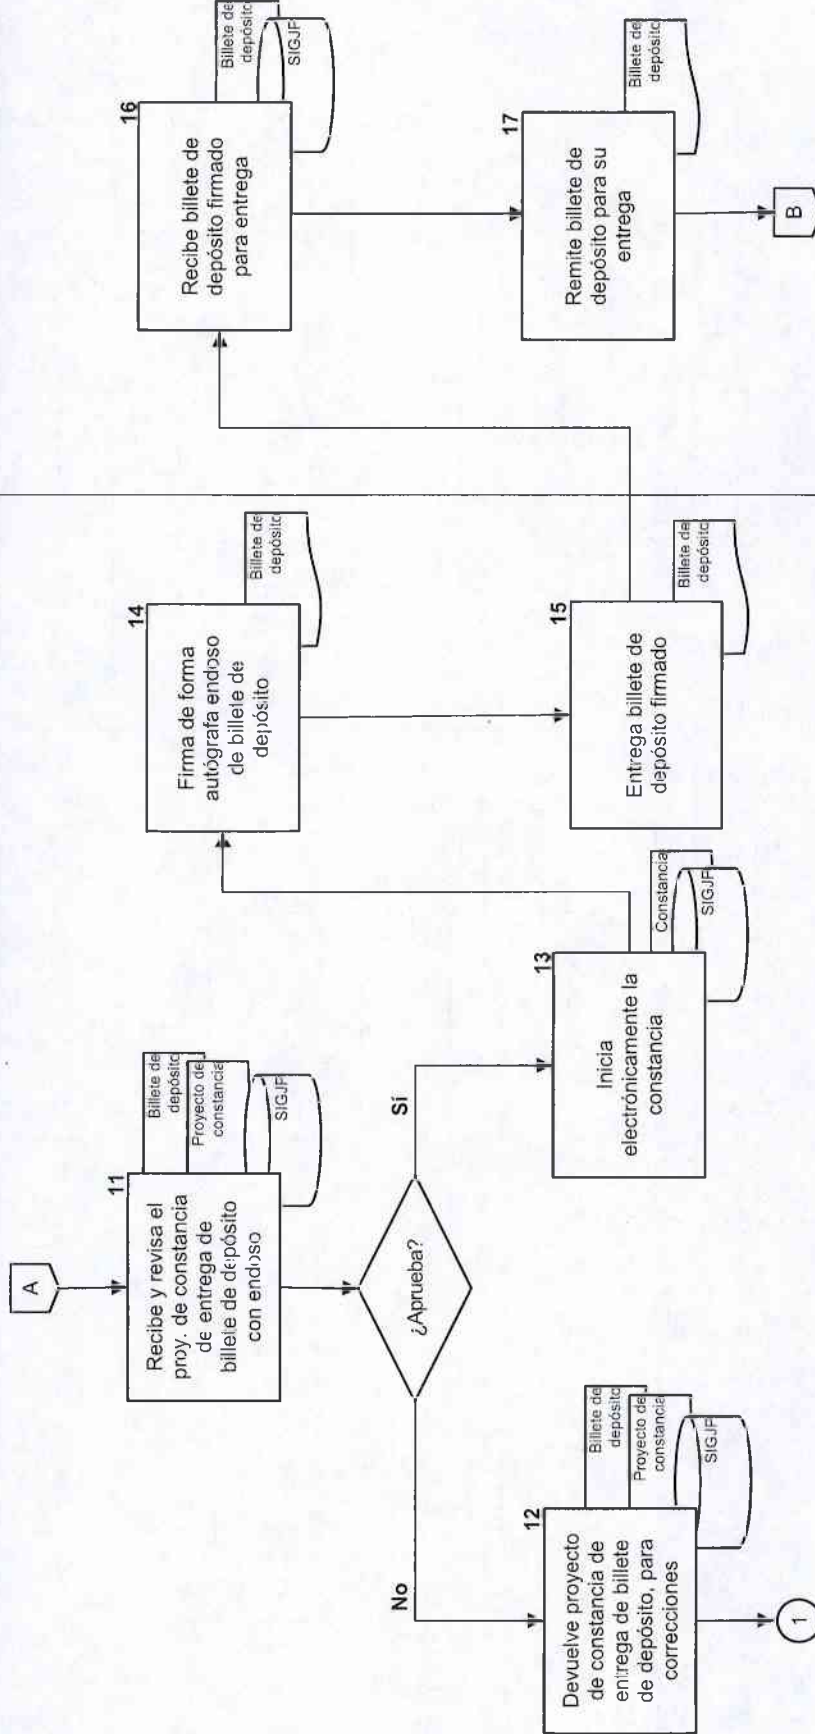 A
11
Recibe y revisa el
proy. de constancia
de entrega de
billete de depósito
con endoso
Billete de
depósito
Proyecto de
constancia
SIGJP
¿Aprueba?
No
Sí
12
Devuelve proyecto
de constancia de
entrega de billete
de depósito, para
correcciones
Billete de
depósito
Proyecto de
constancia
SIGJP
1
13
Inicia
electrónicamente la
constancia
Constancia
SIGJP
14
Firma de forma
autógrafa endoso
de billete de
depósito
Billete de
depósito
15
Entrega billete de
depósito firmado
Billete de
depósito
16
Recibe billete de
depósito firmado
para entrega
Billete de
depósito
SIGJP
17
Remite billete de
depósito para su
entrega
Billete de
depósito
B